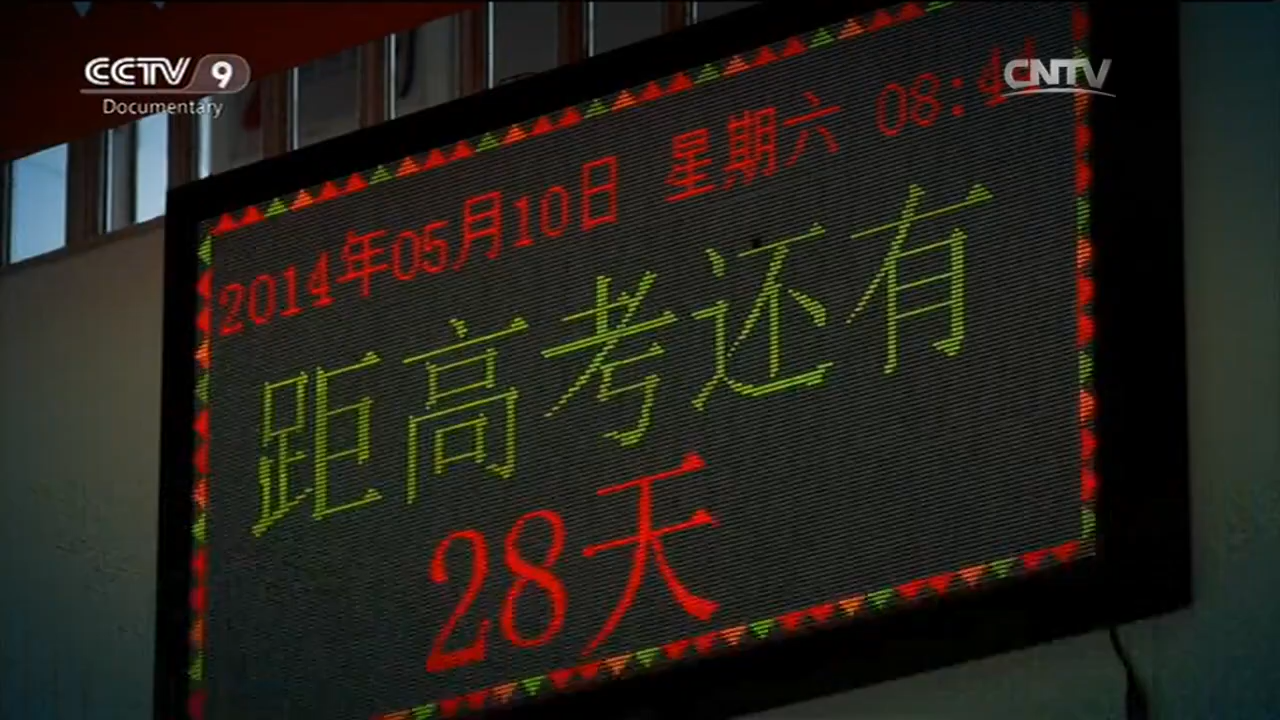 CCTV 9
Documentary
CNTV
2014年05月10日 星期六 08:4
距高考还有
28天